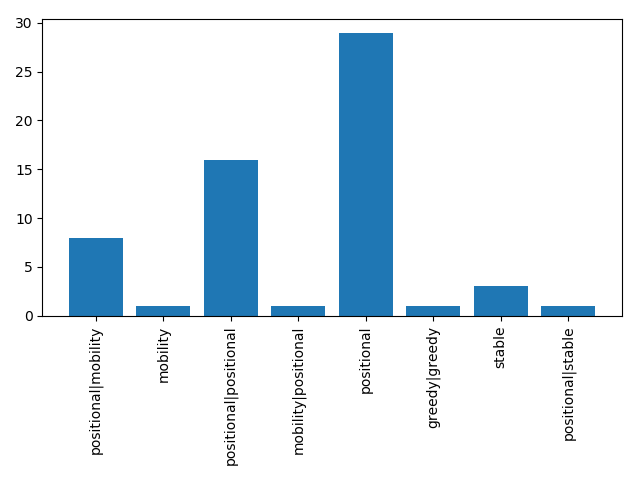 30
25
20
15
10
5
0
positional|mobility
mobility
positional|positional
mobility|positional
positional
greedy|greedy
stable
positional|stable